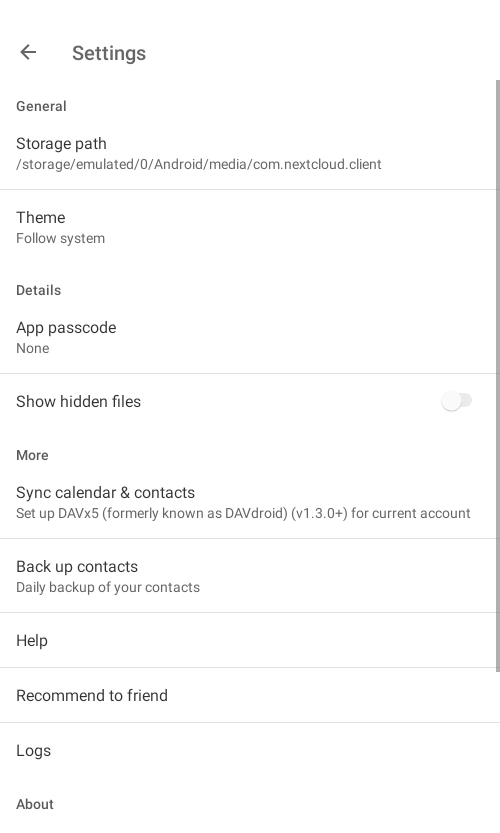 Settings
General
Storage path
/storage/emulated/0/Android/media/com.nextcloud.client
Theme
Follow system
Details
App passcode
None
Show hidden files
More
Sync calendar & contacts
Set up DAVx5 (formerly known as DAVdroid) (v1.3.0+) for current account
Back up contacts
Daily backup of your contacts
Help
Recommend to friend
Logs
About